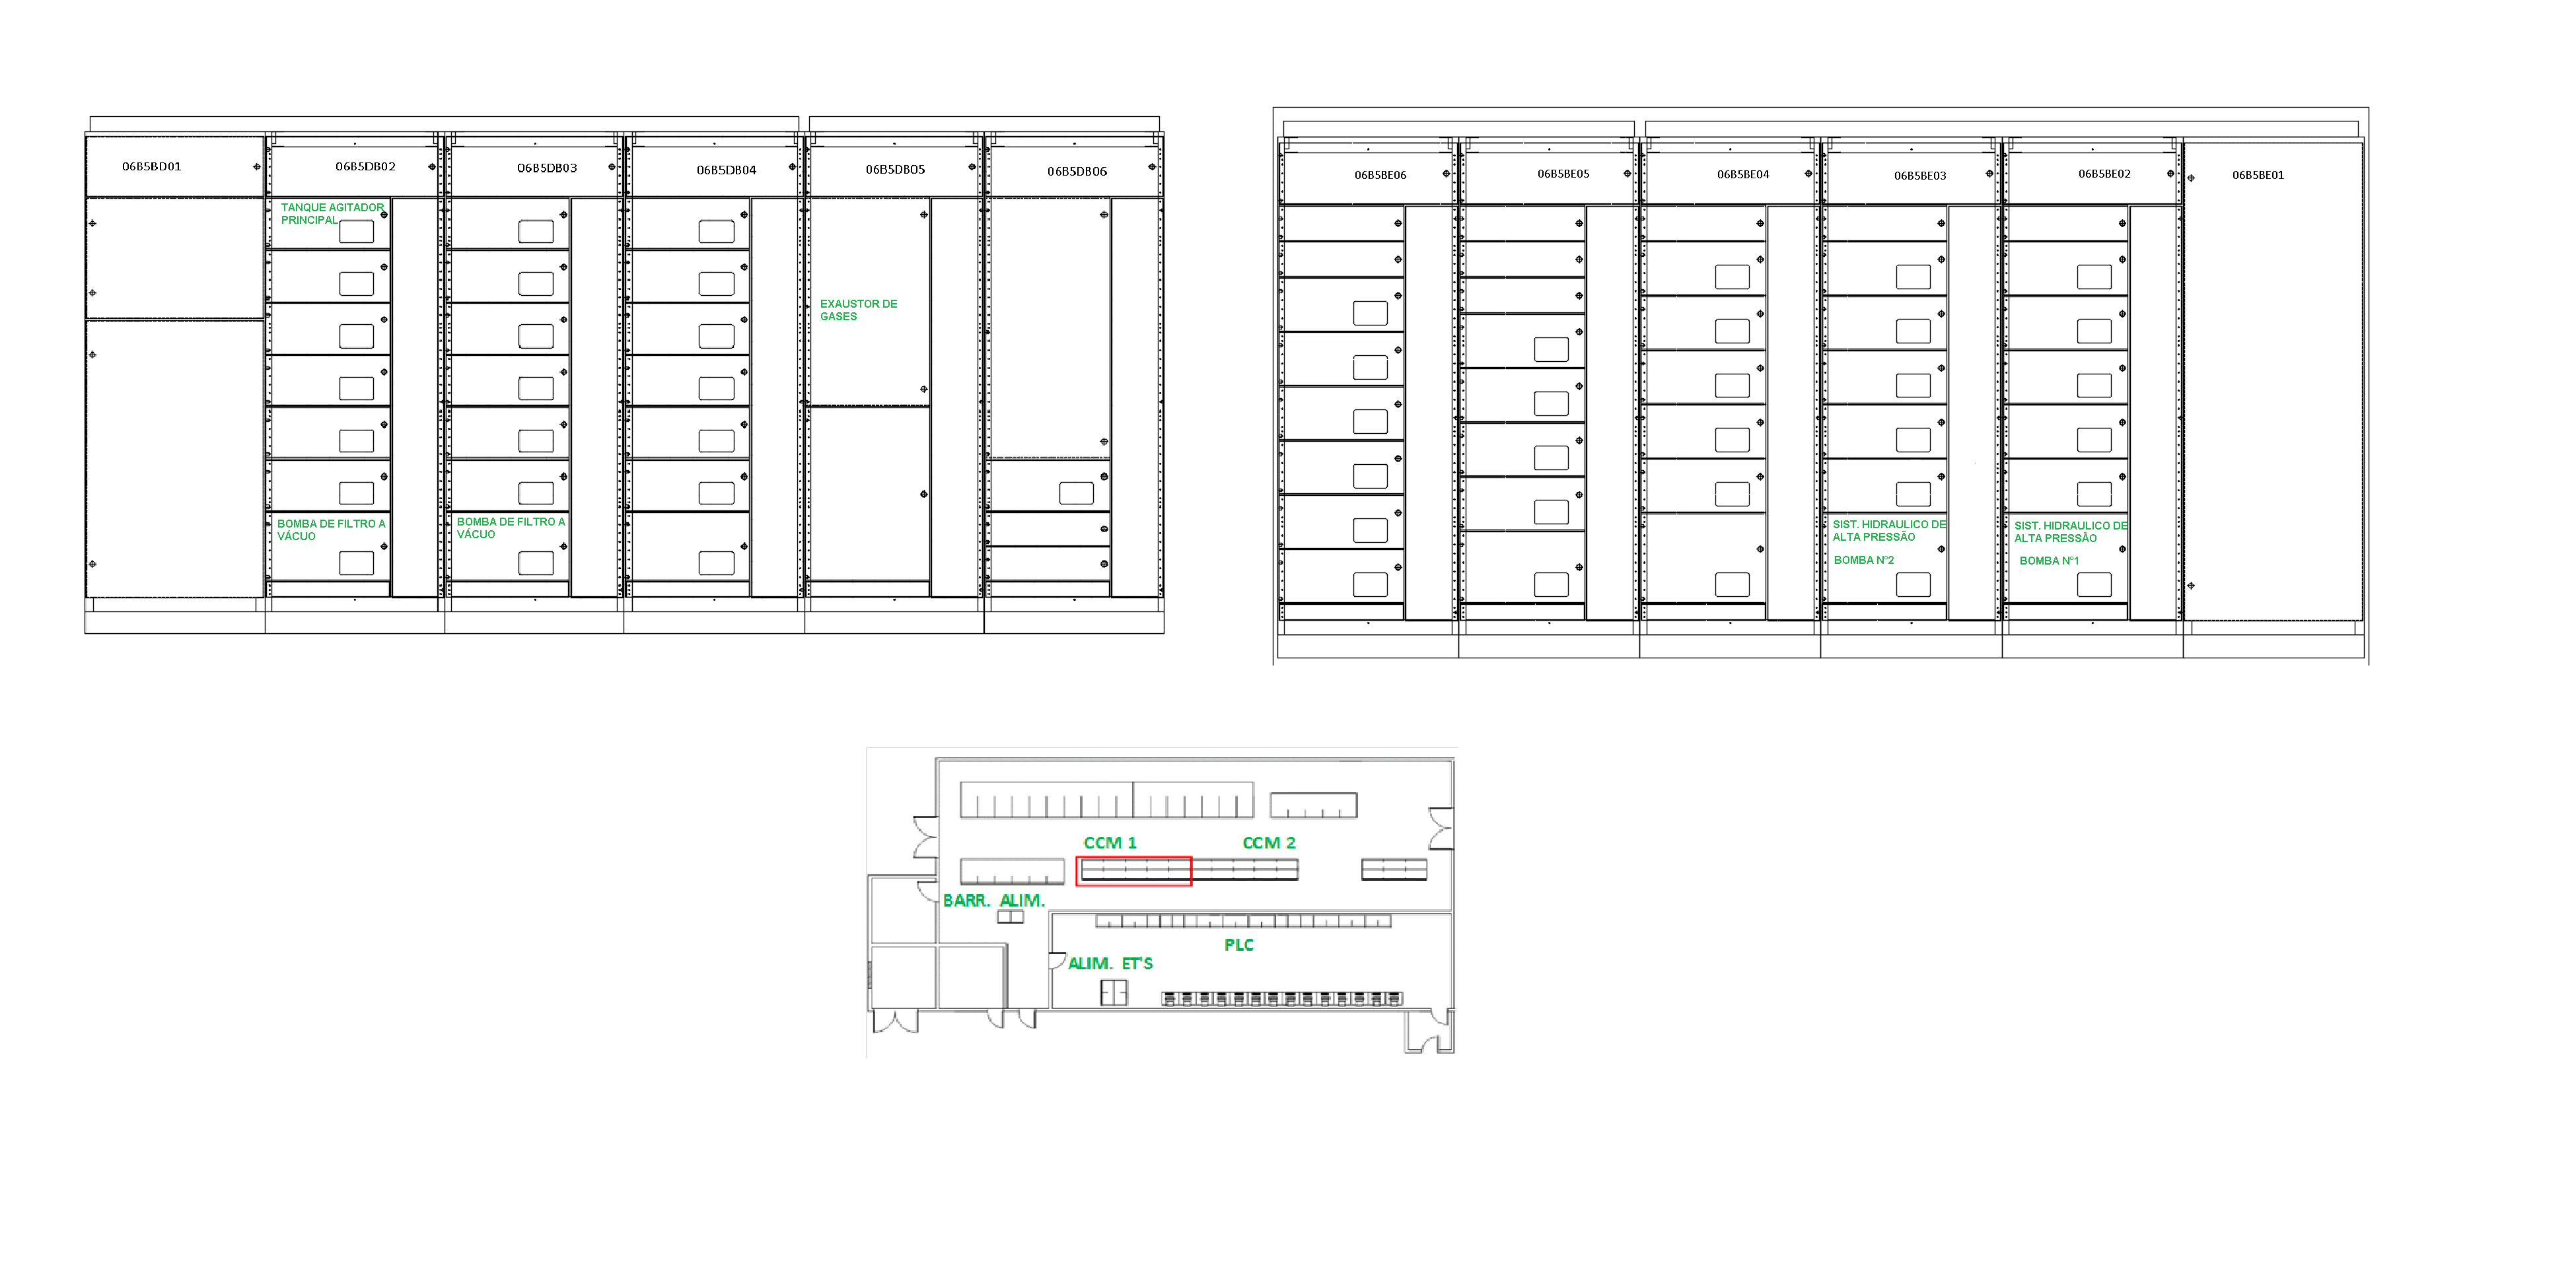 06B5BD01
06B5DB02
06B5DB03
06B5DB04
06B5DB05
06B5DB06
TANQUE AGITADOR
PRINCIPAL
EXAUSTOR DE
GASES
BOMBA DE FILTRO A
VÁCUO
BOMBA DE FILTRO A
VÁCUO
06B5BE06
06B5BE05
06B5BE04
06B5BE03
06B5BE02
06B5BE01
SIST. HIDRAULICO DE
ALTA PRESSÃO
BOMBA Nº2
SIST. HIDRAULICO DE
ALTA PRESSÃO
BOMBA Nº1
CCM 1
CCM 2
BARR. ALIM.
PLC
ALIM. ET'S